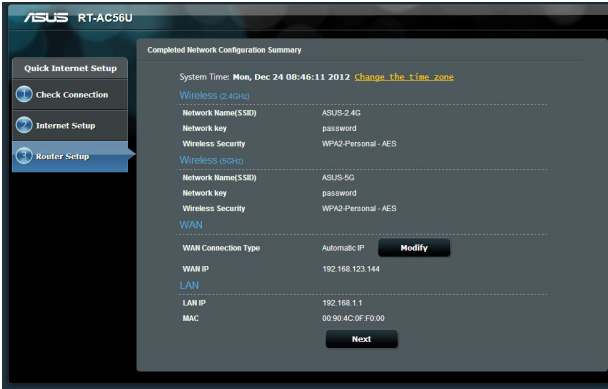 ASUS RT-AC56U
Completed Network Configuration Summary
Quick Internet Setup
1 Check Connection
2 Internet Setup
3 Router Setup
System Time: Mon, Dec 24 08:46:11 2012 Change the time zone
Wireless (2.4GHz)
Network Name(SSID) ASUS-2.4G
Network key password
Wireless Security WPA2-Personal - AES
Wireless (5GHz)
Network Name(SSID) ASUS-5G
Network key password
Wireless Security WPA2-Personal - AES
WAN
WAN Connection Type Automatic IP Modify
WAN IP 192.168.123.144
LAN
LAN IP 192.168.1.1
MAC 00:90:4C:0F:F0:00
Next